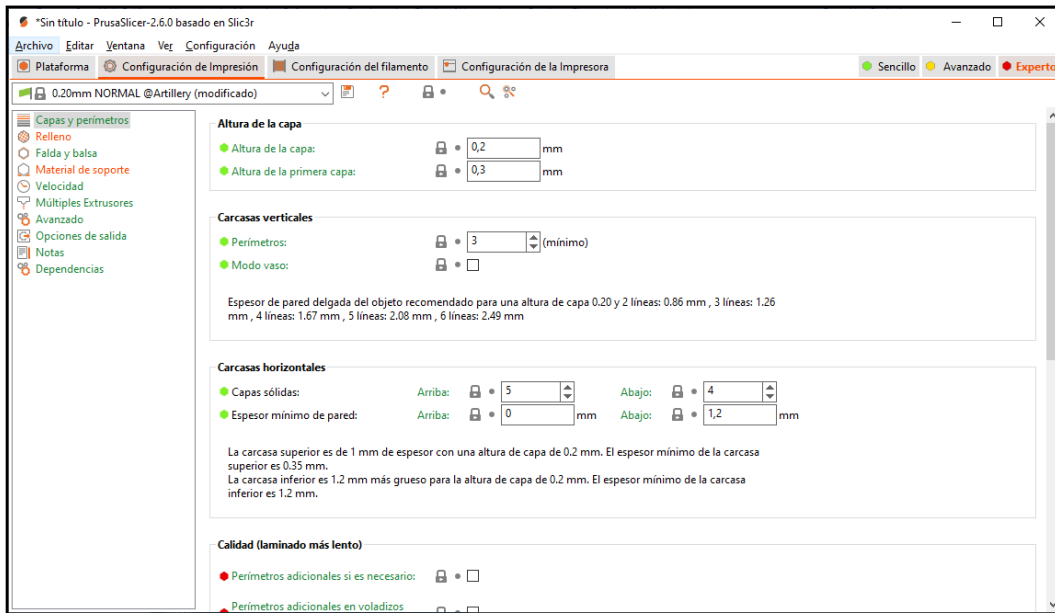 *Sin título - PrusaSlicer-2.6.0 basado en Slic3r
Archivo Editar Ventana Ver Configuración Ayuda
Plataforma Configuración de Impresión Configuración del filamento Configuración de la Impresora Sencillo Avanzado Experto
0.20mm NORMAL @Artillery (modificado) ?
Capas y perímetros
Relleno
Falda y balsa
Material de soporte
Velocidad
Múltiples Extrusores
Avanzado
Opciones de salida
Notas
Dependencias
Altura de la capa
Altura de la capa: 0,2 mm
Altura de la primera capa: 0,3 mm
Carcasas verticales
Perímetros: 3 (mínimo)
Modo vaso:
Espesor de pared delgada del objeto recomendado para una altura de capa 0.20 y 2 líneas: 0.86 mm , 3 líneas: 1.26
mm , 4 líneas: 1.67 mm , 5 líneas: 2.08 mm , 6 líneas: 2.49 mm
Carcasas horizontales
Capas sólidas: Arriba: 5 Abajo: 4
Espesor mínimo de pared: Arriba: 0 mm Abajo: 1,2 mm
La carcasa superior es de 1 mm de espesor con una altura de capa de 0.2 mm. El espesor mínimo de la carcasa
superior es 0.35 mm.
La carcasa inferior es 1.2 mm más grueso para la altura de capa de 0.2 mm. El espesor mínimo de la carcasa
inferior es 1.2 mm.
Calidad (laminado más lento)
Perímetros adicionales si es necesario:
Perímetros adicionales en voladizos